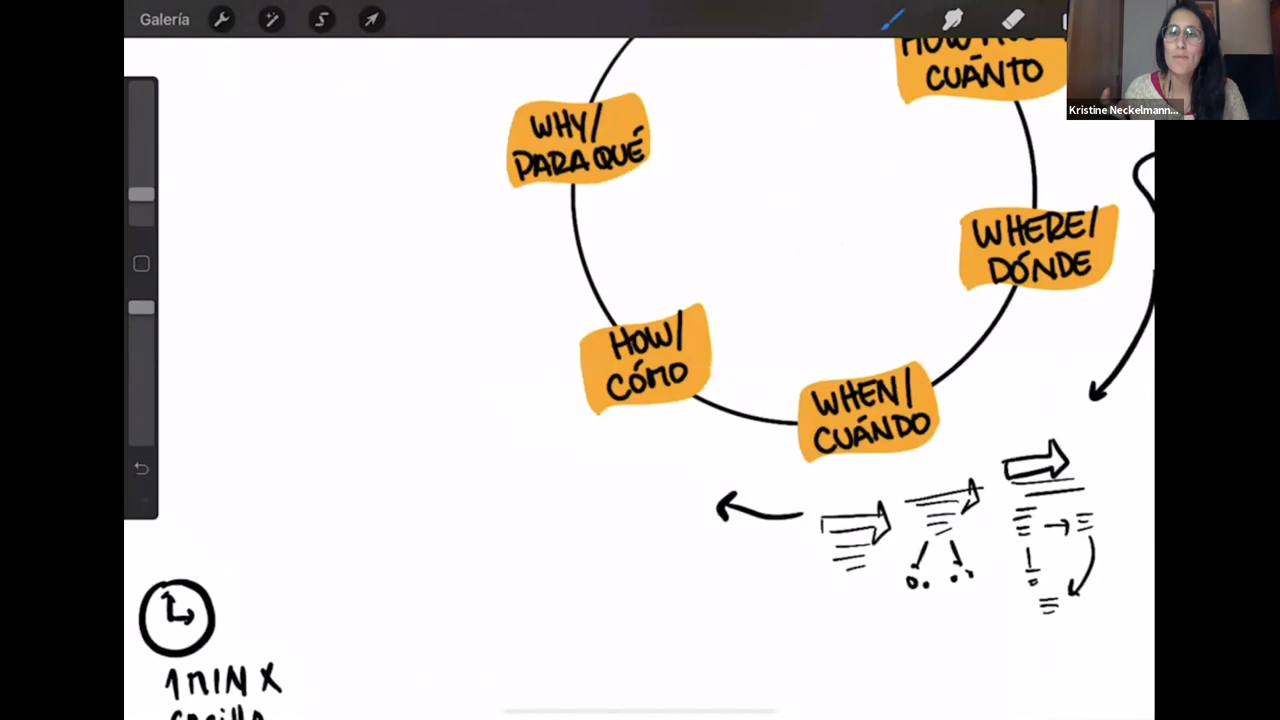 Galería
Kristine Neckelmann...
CUÁNTO
WHY/
PARA QUÉ
WHERE/
DÓNDE
HOW/
CÓMO
WHEN/
CUÁNDO
1 MIN X